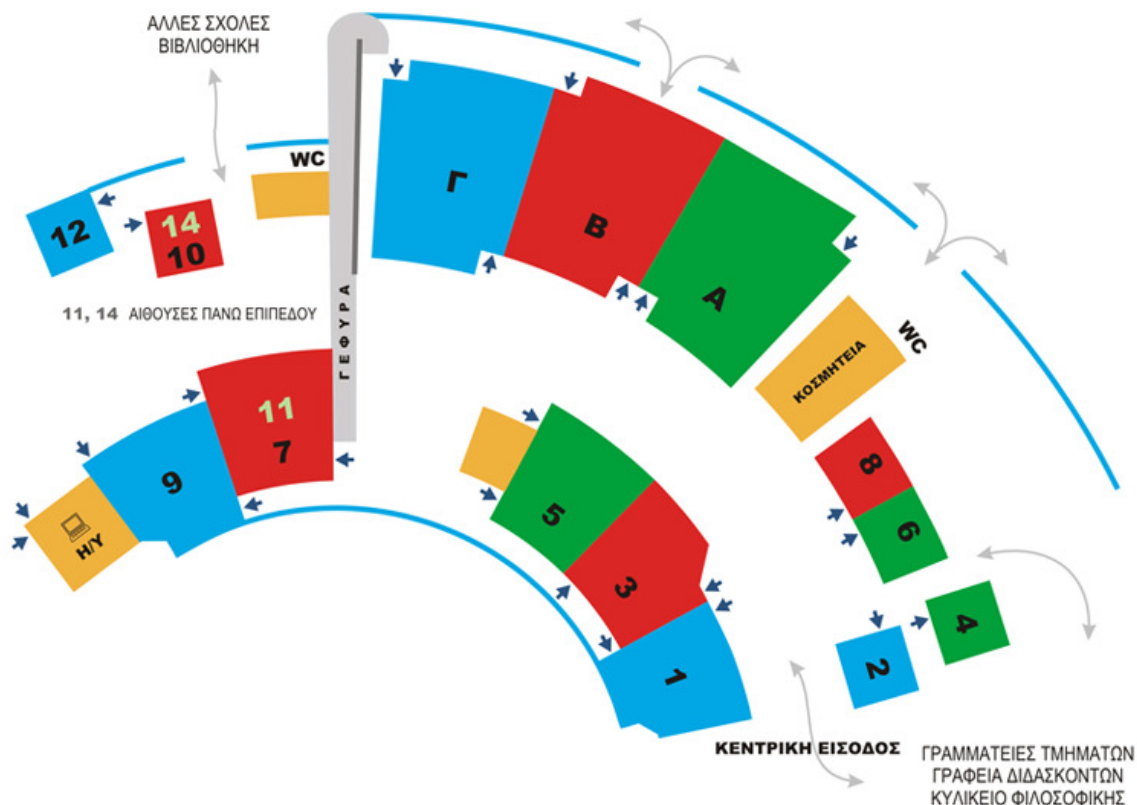 ΑΛΛΕΣ ΣΧΟΛΕΣ
ΒΙΒΛΙΟΘΗΚΗ
WC
Γ
Β
Α
12
14
10
11, 14 ΑΙΘΟΥΣΕΣ ΠΑΝΩ ΕΠΙΠΕΔΟΥ
ΓΕΦΥΡΑ
WC
ΚΟΣΜΗΤΕΙΑ
11
7
9
Η/Υ
5
3
1
8
6
4
2
ΚΕΝΤΡΙΚΗ ΕΙΣΟΔΟΣ
ΓΡΑΜΜΑΤΕΙΕΣ ΤΜΗΜΑΤΩΝ
ΓΡΑΦΕΙΑ ΔΙΔΑΣΚΟΝΤΩΝ
ΚΥΛΙΚΕΙΟ ΦΙΛΟΣΟΦΙΚΗΣ